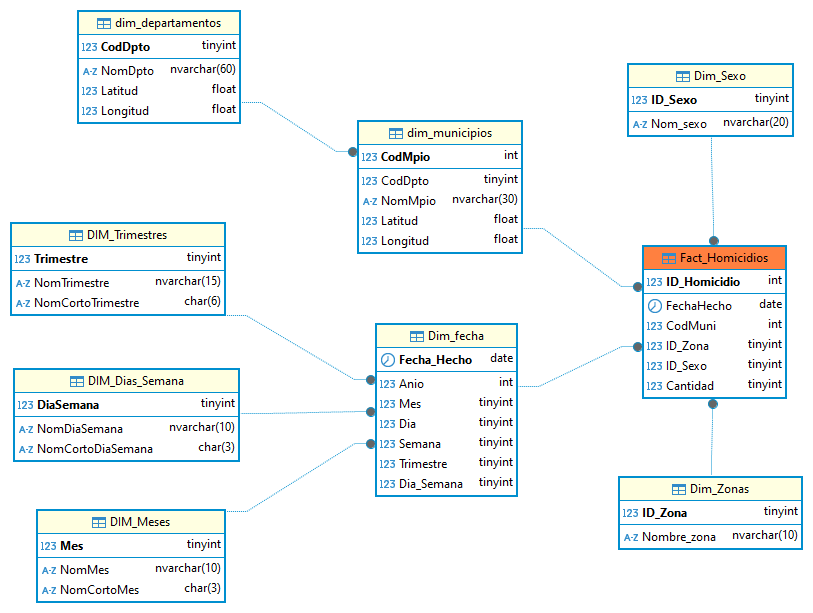 dim_departamentos
123 CodDpto tinyint
A-Z NomDpto nvarchar(60)
123 Latitud float
123 Longitud float
dim_municipios
123 CodMpio int
123 CodDpto tinyint
A-Z NomMpio nvarchar(30)
123 Latitud float
123 Longitud float
Dim_Sexo
123 ID_Sexo tinyint
A-Z Nom_sexo nvarchar(20)
DIM_Trimestres
123 Trimestre tinyint
A-Z NomTrimestre nvarchar(15)
A-Z NomCortoTrimestre char(6)
Fact_Homicidios
123 ID_Homicidio int
FechaHecho date
123 CodMuni int
123 ID_Zona tinyint
123 ID_Sexo tinyint
123 Cantidad tinyint
Dim_fecha
Fecha_Hecho date
123 Anio int
123 Mes tinyint
123 Dia tinyint
123 Semana tinyint
123 Trimestre tinyint
123 Dia_Semana tinyint
DIM_Dias_Semana
123 DiaSemana tinyint
A-Z NomDiaSemana nvarchar(10)
A-Z NomCortoDiaSemana char(3)
DIM_Meses
123 Mes tinyint
A-Z NomMes nvarchar(10)
A-Z NomCortoMes char(3)
Dim_Zonas
123 ID_Zona tinyint
A-Z Nombre_zona nvarchar(10)